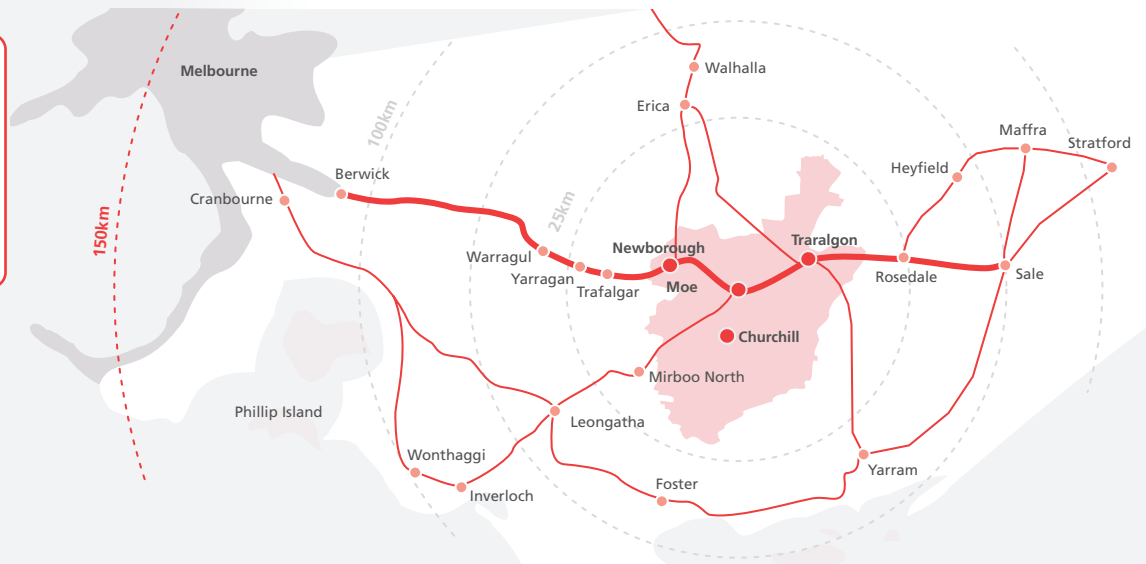 Melbourne
Walhalla
Erica
100km
Maffra
Stratford
Heyfield
Berwick
Cranbourne
25km
150km
Newborough
Traralgon
Warragul
Yarragan
Trafalgar
Moe
Rosedale
Sale
Churchill
Mirboo North
Phillip Island
Leongatha
Wonthaggi
Inverloch
Foster
Yarram